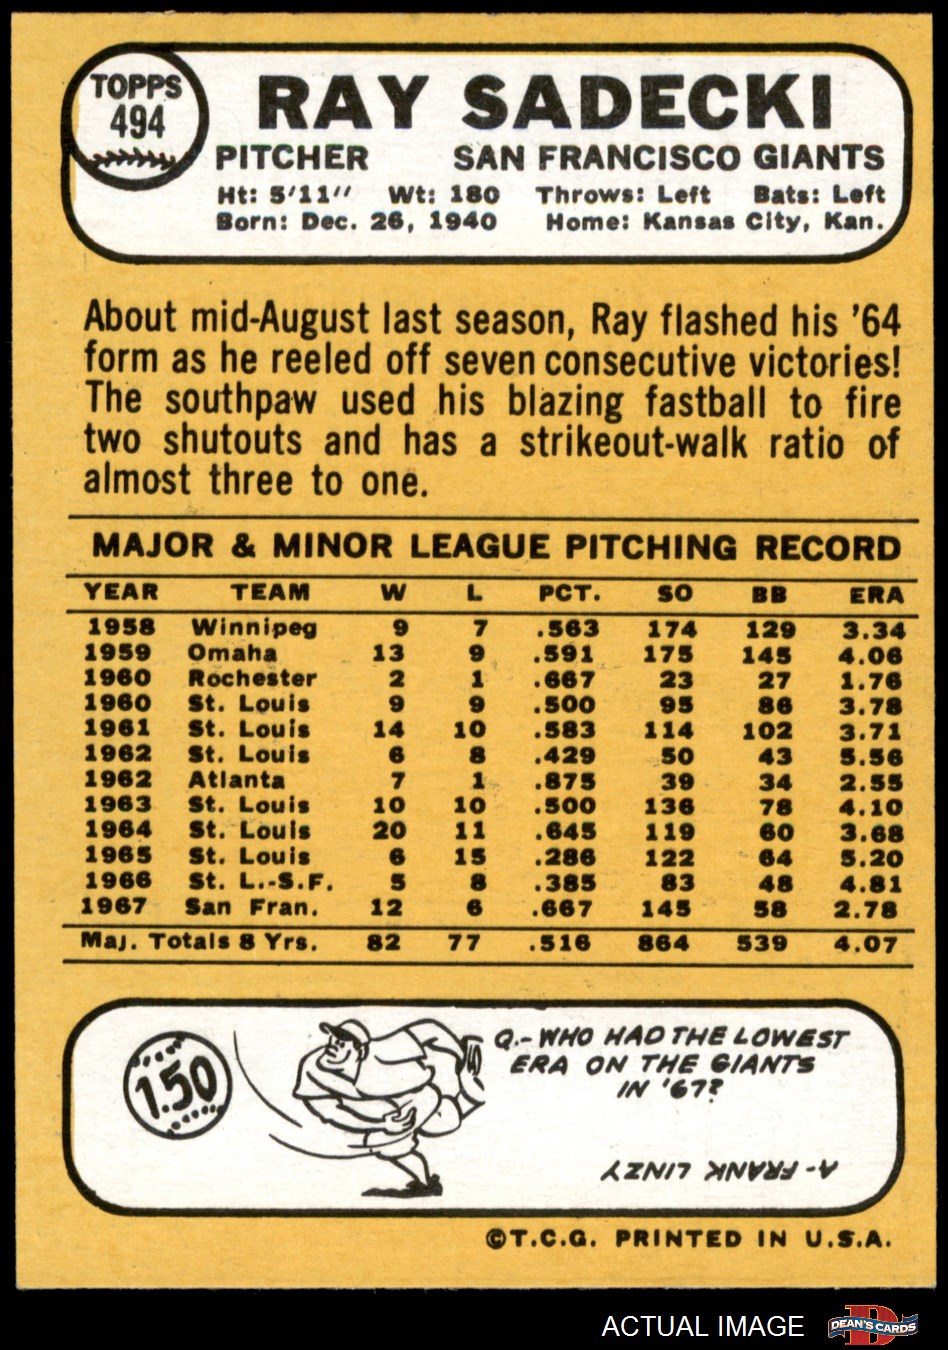 TOPPS
494
RAY SADECKI
PITCHER SAN FRANCISCO GIANTS
Ht: 5'11'' Wt: 180 Throws: Left Bats: Left
Born: Dec. 26, 1940 Home: Kansas City, Kan.
About mid-August last season, Ray flashed his '64
form as he reeled off seven consecutive victories!
The southpaw used his blazing fastball to fire
two shutouts and has a strikeout-walk ratio of
almost three to one.
MAJOR & MINOR LEAGUE PITCHING RECORD
YEAR TEAM W L PCT. SO BB ERA
1958 Winnipeg 9 7 .563 174 129 3.34
1959 Omaha 13 9 .591 175 145 4.06
1960 Rochester 2 1 .667 23 27 1.76
1960 St. Louis 9 9 .500 95 86 3.78
1961 St. Louis 14 10 .583 114 102 3.71
1962 St. Louis 6 8 .429 50 43 5.56
1962 Atlanta 7 1 .875 39 34 2.55
1963 St. Louis 10 10 .500 136 78 4.10
1964 St. Louis 20 11 .645 119 60 3.68
1965 St. Louis 6 15 .286 122 64 5.20
1966 St. L.-S.F. 5 8 .385 83 48 4.81
1967 San Fran. 12 6 .667 145 58 2.78
Maj. Totals 8 Yrs. 82 77 .516 864 539 4.07
1.50
Q.-WHO HAD THE LOWEST
ERA ON THE GIANTS
IN '67?
A-FRANK LINZY
©T.C.G. PRINTED IN U.S.A.
ACTUAL IMAGE
DEAN'S CARDS